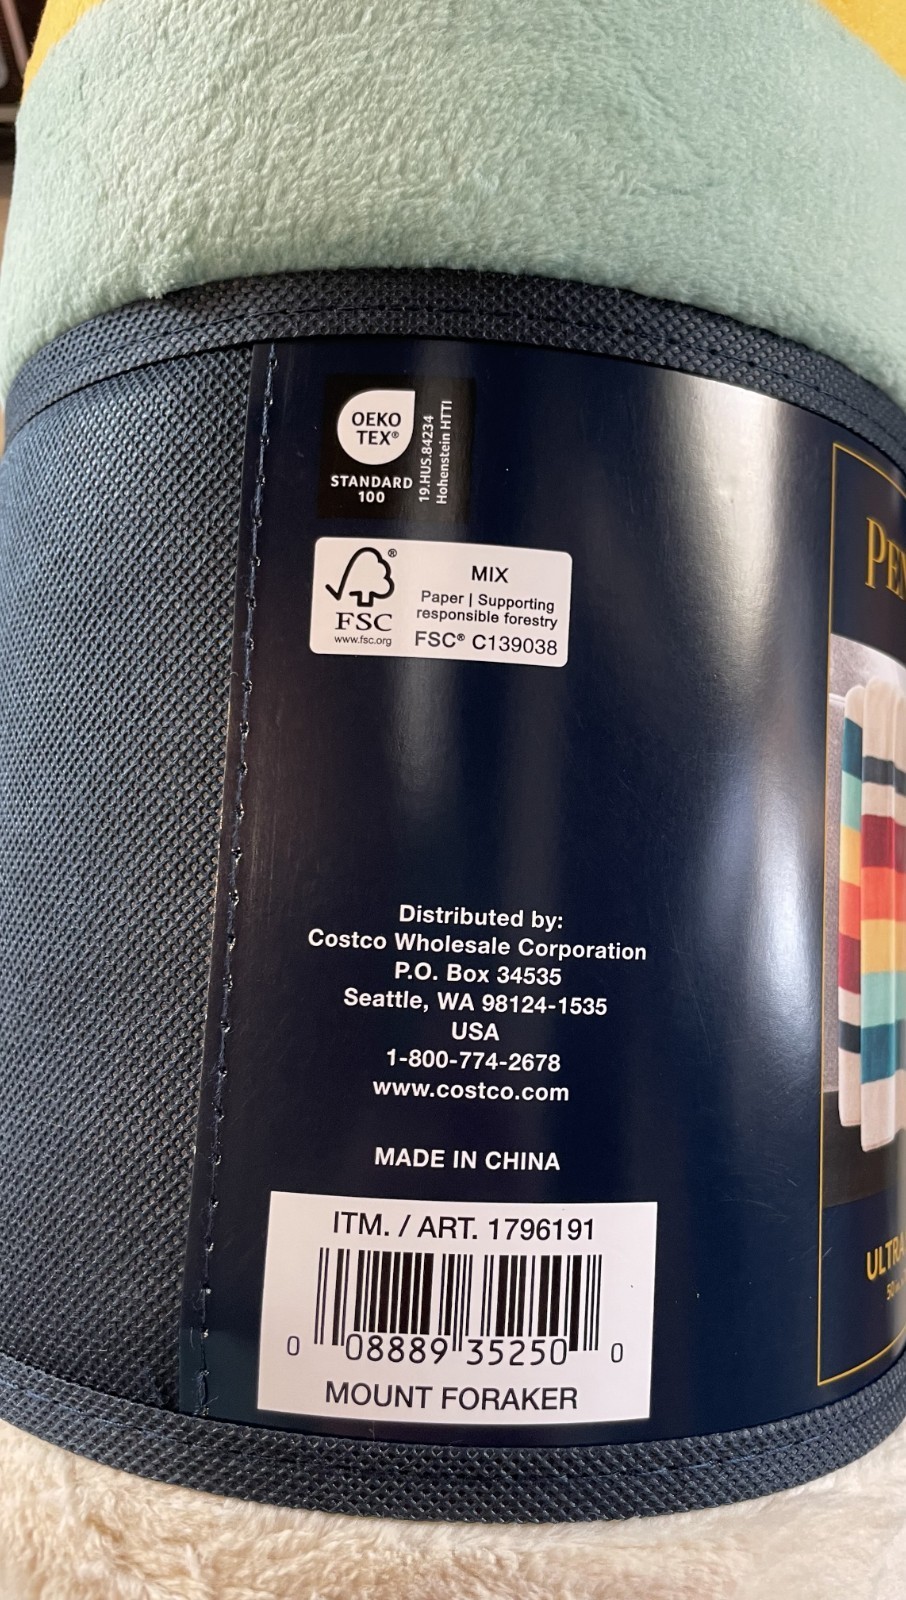 OEKO
TEX®
STANDARD
100
19.HUS.84234
Hohenstein HTTI
®
FSC
www.fsc.org
MIX
Paper | Supporting
responsible forestry
FSC® C139038
Distributed by:
Costco Wholesale Corporation
P.O. Box 34535
Seattle, WA 98124-1535
USA
1-800-774-2678
www.costco.com
MADE IN CHINA
ITM. / ART. 1796191
0 08889 35250 0
MOUNT FORAKER
PEN
ULTRA